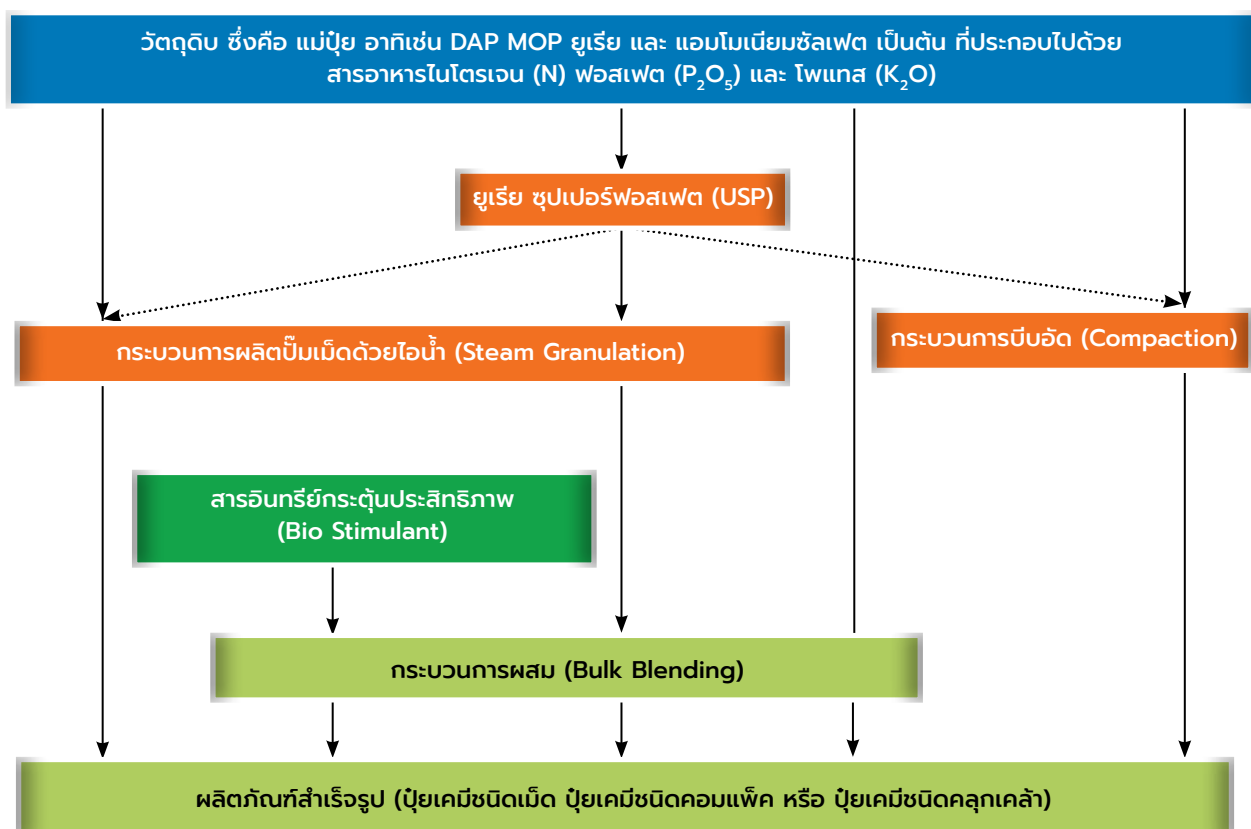 วัตถุดิบ ซึ่งคือ แม่ปุ๋ย อาทิเช่น DAP MOP ยูเรีย และ แอมโมเนียมซัลเฟต เป็นต้น ที่ประกอบไปด้วย
สารอาหารไนโตรเจน (N) ฟอสเฟต (P₂O₅) และ โพแทส (K₂O)
ยูเรีย ซุปเปอร์ฟอสเฟต (USP)
กระบวนการผลิตปั๊มเม็ดด้วยไอน้ำ (Steam Granulation)
กระบวนการบีบอัด (Compaction)
สารอินทรีย์กระตุ้นประสิทธิภาพ
(Bio Stimulant)
กระบวนการผสม (Bulk Blending)
ผลิตภัณฑ์สำเร็จรูป (ปุ๋ยเคมีชนิดเม็ด ปุ๋ยเคมีชนิดคอมแพ็ค หรือ ปุ๋ยเคมีชนิดคลุกเคล้า)